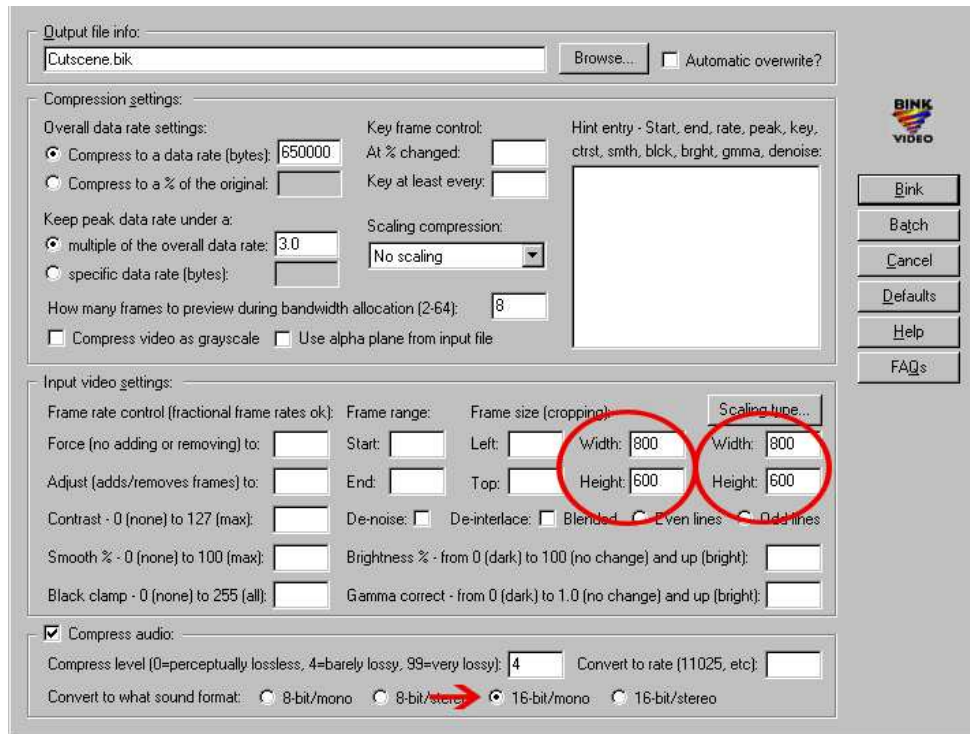 Output file info:
Cutscene.bik Browse... Automatic overwrite?
Compression settings:
Overall data rate settings: Key frame control: Hint entry - Start, end, rate, peak, key,
Compress to a data rate (bytes): 650000 At % changed: ctrst, smth, blck, brght, gmma, denoise:
Compress to a % of the original: Key at least every:
Keep peak data rate under a: Scaling compression:
multiple of the overall data rate: 3.0 No scaling
specific data rate (bytes):
How many frames to preview during bandwidth allocation (2-64): 8
Compress video as grayscale Use alpha plane from input file
BINK
VIDEO
Bink
Batch
Cancel
Defaults
Help
FAQs
Input video settings:
Frame rate control (fractional frame rates ok): Frame range: Frame size (cropping): Scaling type...
Force (no adding or removing) to: Start: Left: Width: 800 Width: 800
Adjust (adds/removes frames) to: End: Top: Height: 600 Height: 600
Contrast - 0 (none) to 127 (max): De-noise: De-interlace: Blended Even lines Odd lines
Smooth % - 0 (none) to 100 (max): Brightness % - from 0 (dark) to 100 (no change) and up (bright):
Black clamp - 0 (none) to 255 (all): Gamma correct - from 0 (dark) to 1.0 (no change) and up (bright):
Compress audio:
Compress level (0=perceptually lossless, 4=barely lossy, 99=very lossy): 4 Convert to rate (11025, etc):
Convert to what sound format: 8-bit/mono 8-bit/stereo 16-bit/mono 16-bit/stereo